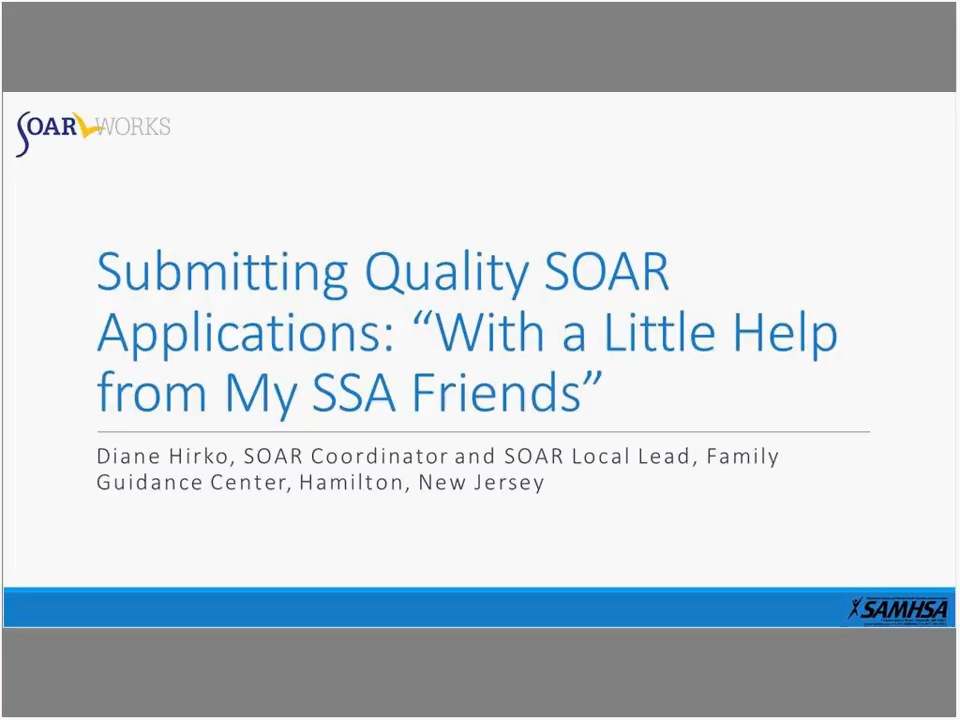 SOAR WORKS
Submitting Quality SOAR
Applications: “With a Little Help
from My SSA Friends”
Diane Hirko, SOAR Coordinator and SOAR Local Lead, Family
Guidance Center, Hamilton, New Jersey
SAMHSA